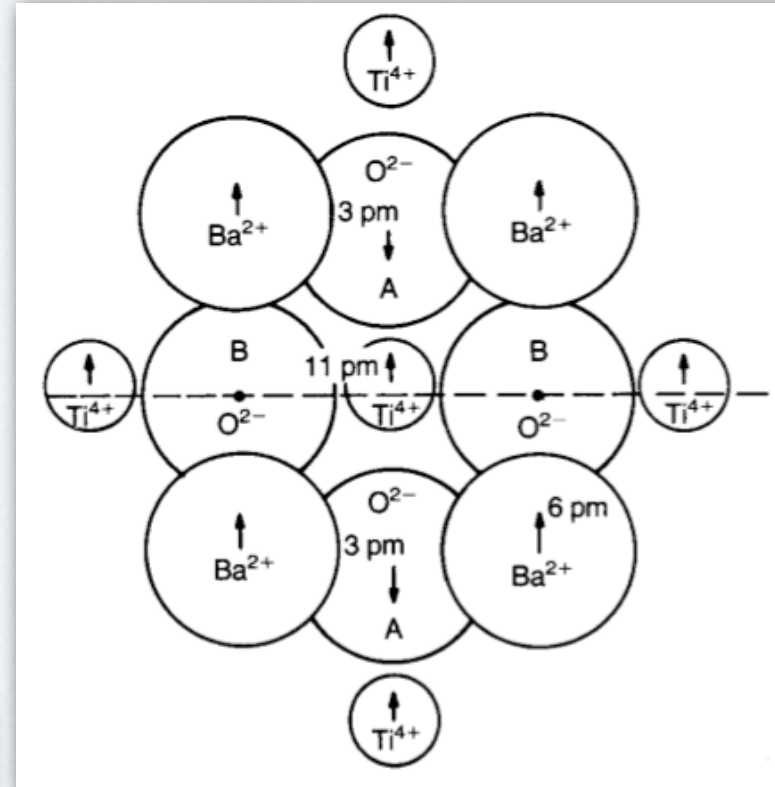 Ti⁴⁺
O²⁻
3 pm
Ba²⁺
Ba²⁺
A
B
B
11 pm
Ti⁴⁺
Ti⁴⁺
Ti⁴⁺
O²⁻
O²⁻
O²⁻
6 pm
3 pm
Ba²⁺
Ba²⁺
A
Ti⁴⁺